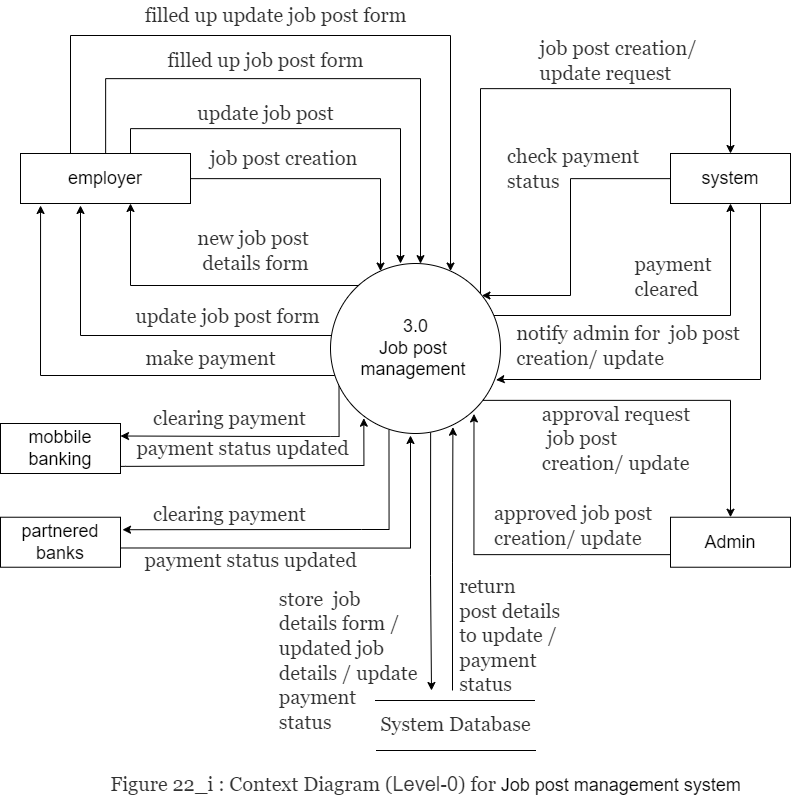 filled up update job post form
filled up job post form
update job post
job post creation
employer
new job post
details form
update job post form
make payment
job post creation/
update request
check payment
status
system
payment
cleared
3.0
Job post
management
notify admin for  job post
creation/ update
clearing payment
mobbile
banking
payment status updated
approval request
job post
creation/ update
clearing payment
partnered
banks
payment status updated
approved job post
creation/ update
Admin
store  job
details form /
updated job
details / update
payment
status
return
post details
to update /
payment
status
System Database
Figure 22_i : Context Diagram (Level-0) for Job post management system